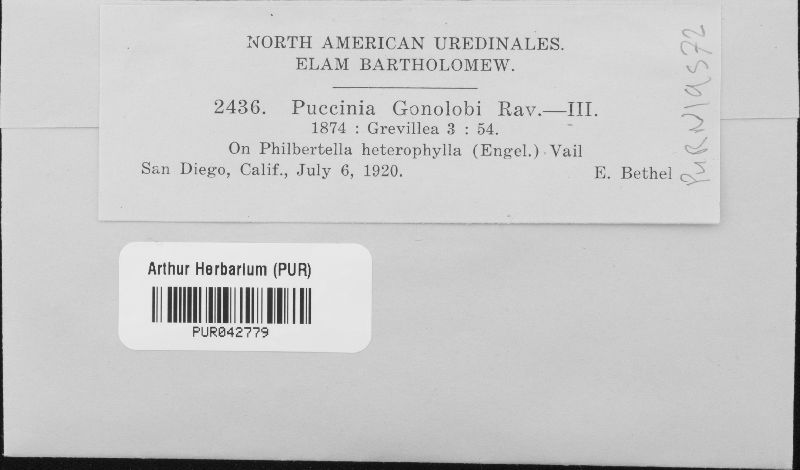 NORTH AMERICAN UREDINALES.
ELAM BARTHOLOMEW.
2436. Puccinia Gonolobi Rav.—III.
1874 : Grevillea 3 : 54.
On Philbertella heterophylla (Engel.) Vail
San Diego, Calif., July 6, 1920. E. Bethel
PUR N19572
Arthur Herbarium (PUR)
PUR042779